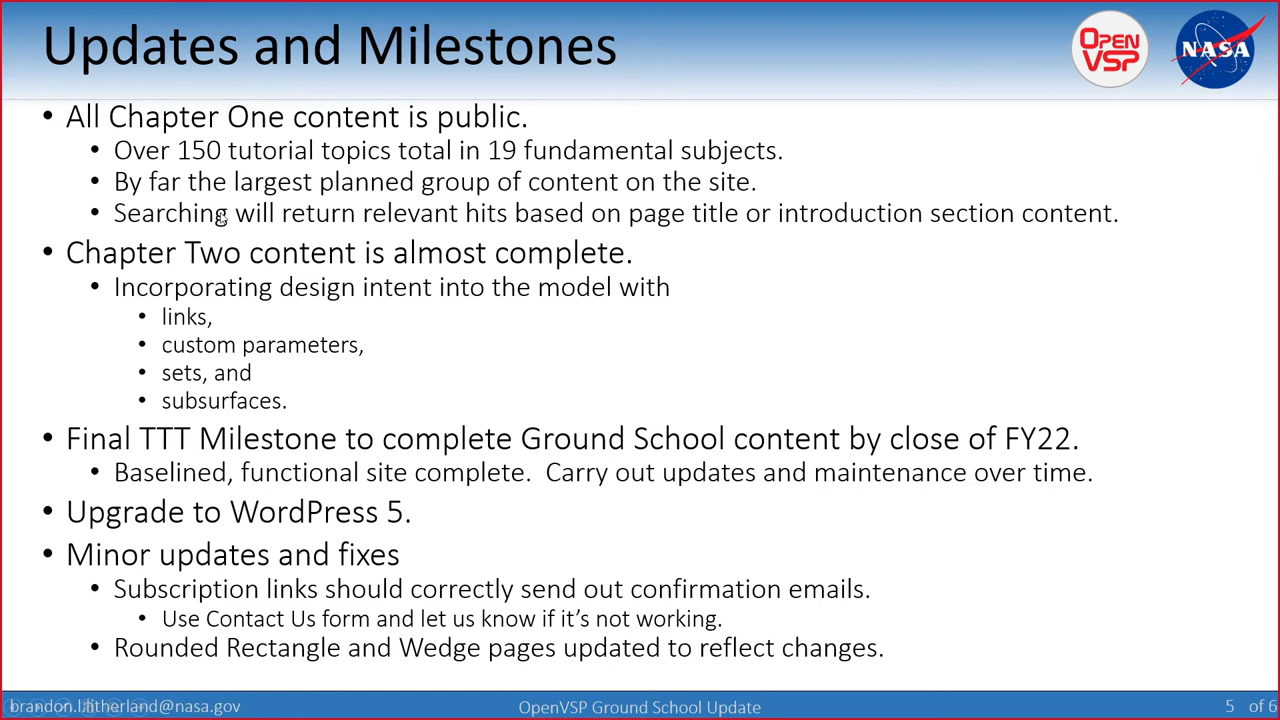 Updates and Milestones
OPEN
VSP
NASA
• All Chapter One content is public.
• Over 150 tutorial topics total in 19 fundamental subjects.
• By far the largest planned group of content on the site.
• Searching will return relevant hits based on page title or introduction section content.
• Chapter Two content is almost complete.
• Incorporating design intent into the model with
• links,
• custom parameters,
• sets, and
• subsurfaces.
• Final TTT Milestone to complete Ground School content by close of FY22.
• Baselined, functional site complete.  Carry out updates and maintenance over time.
• Upgrade to WordPress 5.
• Minor updates and fixes
• Subscription links should correctly send out confirmation emails.
• Use Contact Us form and let us know if it’s not working.
• Rounded Rectangle and Wedge pages updated to reflect changes.
brandon.l.litherland@nasa.gov
OpenVSP Ground School Update
5 of 6